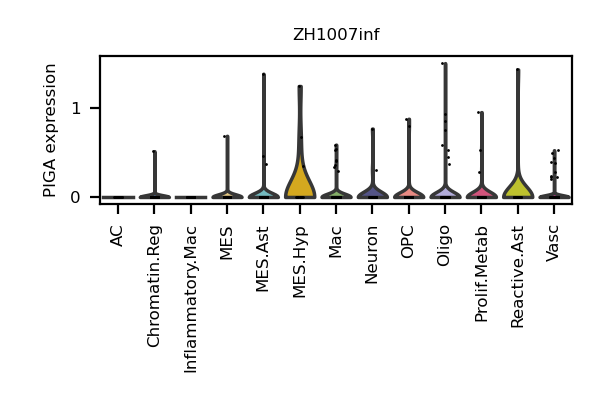 ZH1007inf
PIGA expression
1
0
AC
Chromatin.Reg
Inflammatory.Mac
MES
MES.Ast
MES.Hyp
Mac
Neuron
OPC
Oligo
Prolif.Metab
Reactive.Ast
Vasc